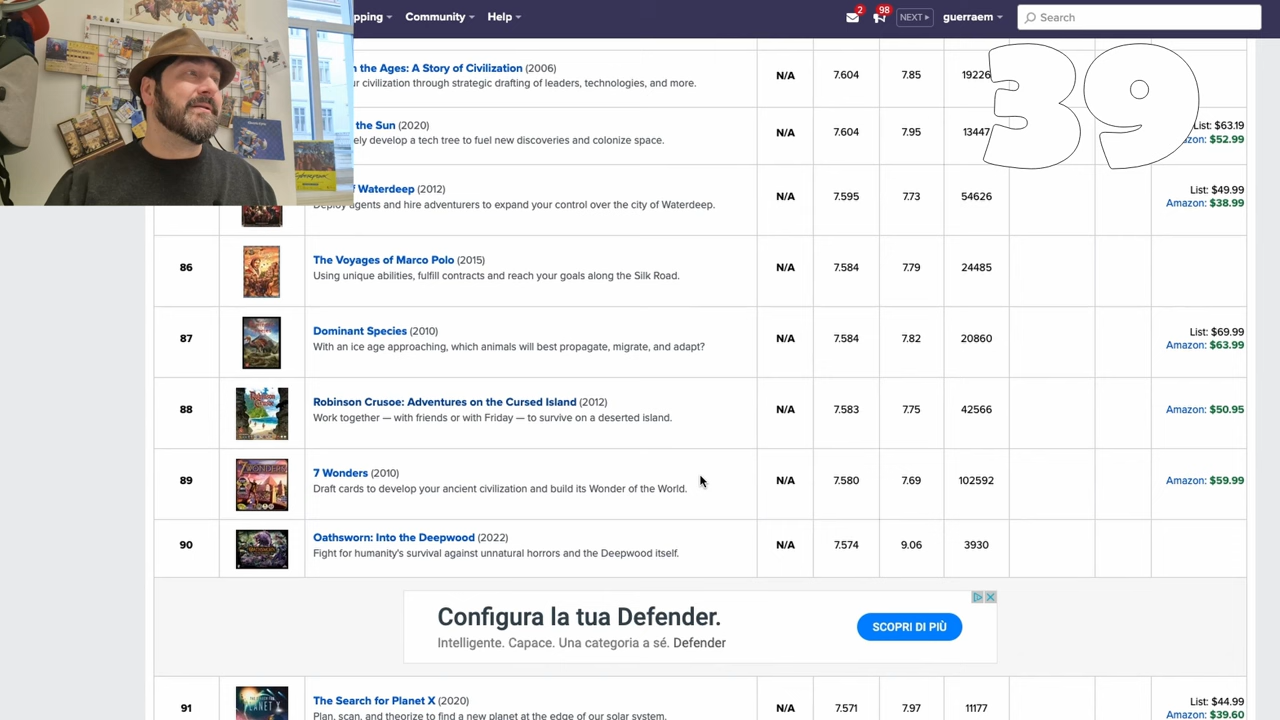 pping Community Help 2 98 NEXT guerraem Search
39
n the Ages: A Story of Civilization (2006) N/A 7.604 7.85 19226
ur civilization through strategic drafting of leaders, technologies, and more.
the Sun (2020) N/A 7.604 7.95 13447 List: $63.19
ely develop a tech tree to fuel new discoveries and colonize space. zon: $52.99
f Waterdeep (2012) N/A 7.595 7.73 54626 List: $49.99
Deploy agents and hire adventurers to expand your control over the city of Waterdeep. Amazon: $38.99
86 The Voyages of Marco Polo (2015) N/A 7.584 7.79 24485
Using unique abilities, fulfill contracts and reach your goals along the Silk Road.
87 Dominant Species (2010) N/A 7.584 7.82 20860 List: $69.99
With an ice age approaching, which animals will best propagate, migrate, and adapt? Amazon: $63.99
88 Robinson Crusoe: Adventures on the Cursed Island (2012) N/A 7.583 7.75 42566 Amazon: $50.95
Work together — with friends or with Friday — to survive on a deserted island.
89 7 Wonders (2010) N/A 7.580 7.69 102592 Amazon: $59.99
Draft cards to develop your ancient civilization and build its Wonder of the World.
90 Oathsworn: Into the Deepwood (2022) N/A 7.574 9.06 3930
Fight for humanity's survival against unnatural horrors and the Deepwood itself.
Configura la tua Defender.
Intelligente. Capace. Una categoria a sé. Defender
SCOPRI DI PIÙ
91 The Search for Planet X (2020) N/A 7.571 7.97 11177 List: $44.99
Plan, scan, and theorize to find a new planet at the edge of our solar system. Amazon: $39.60